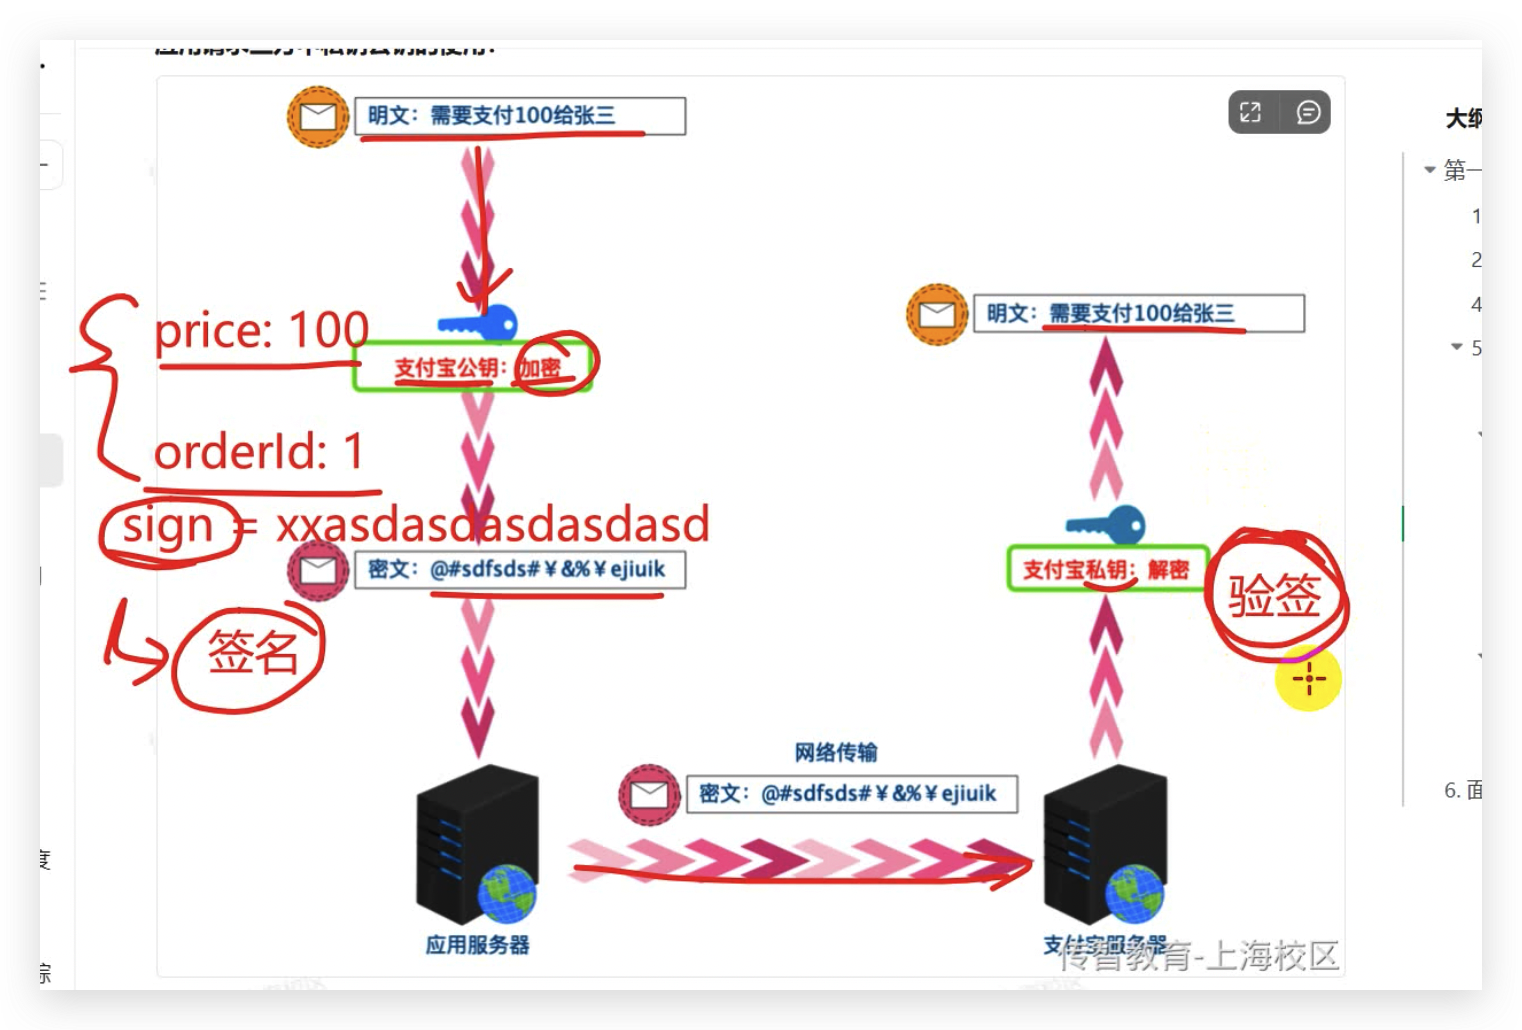 明文：需要支付100给张三
大纲
第一
1
2
4
5
明文：需要支付100给张三
price: 100
支付宝公钥：加密
orderId: 1
sign = xxasdasdasdasdasd
密文：@#sdfsds#￥&%￥ejiuik
支付宝私钥：解密
验签
签名
网络传输
密文：@#sdfsds#￥&%￥ejiuik
6. 面
应用服务器
支付宝服务器
传智教育-上海校区